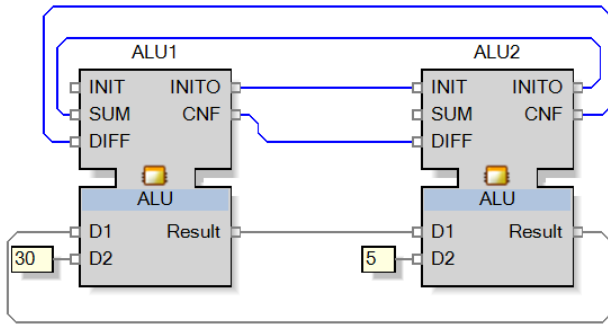 ALU1
ALU2
INIT INITO
SUM CNF
DIFF
ALU
D1 Result
30
D2
INIT INITO
SUM CNF
DIFF
ALU
D1 Result
5
D2